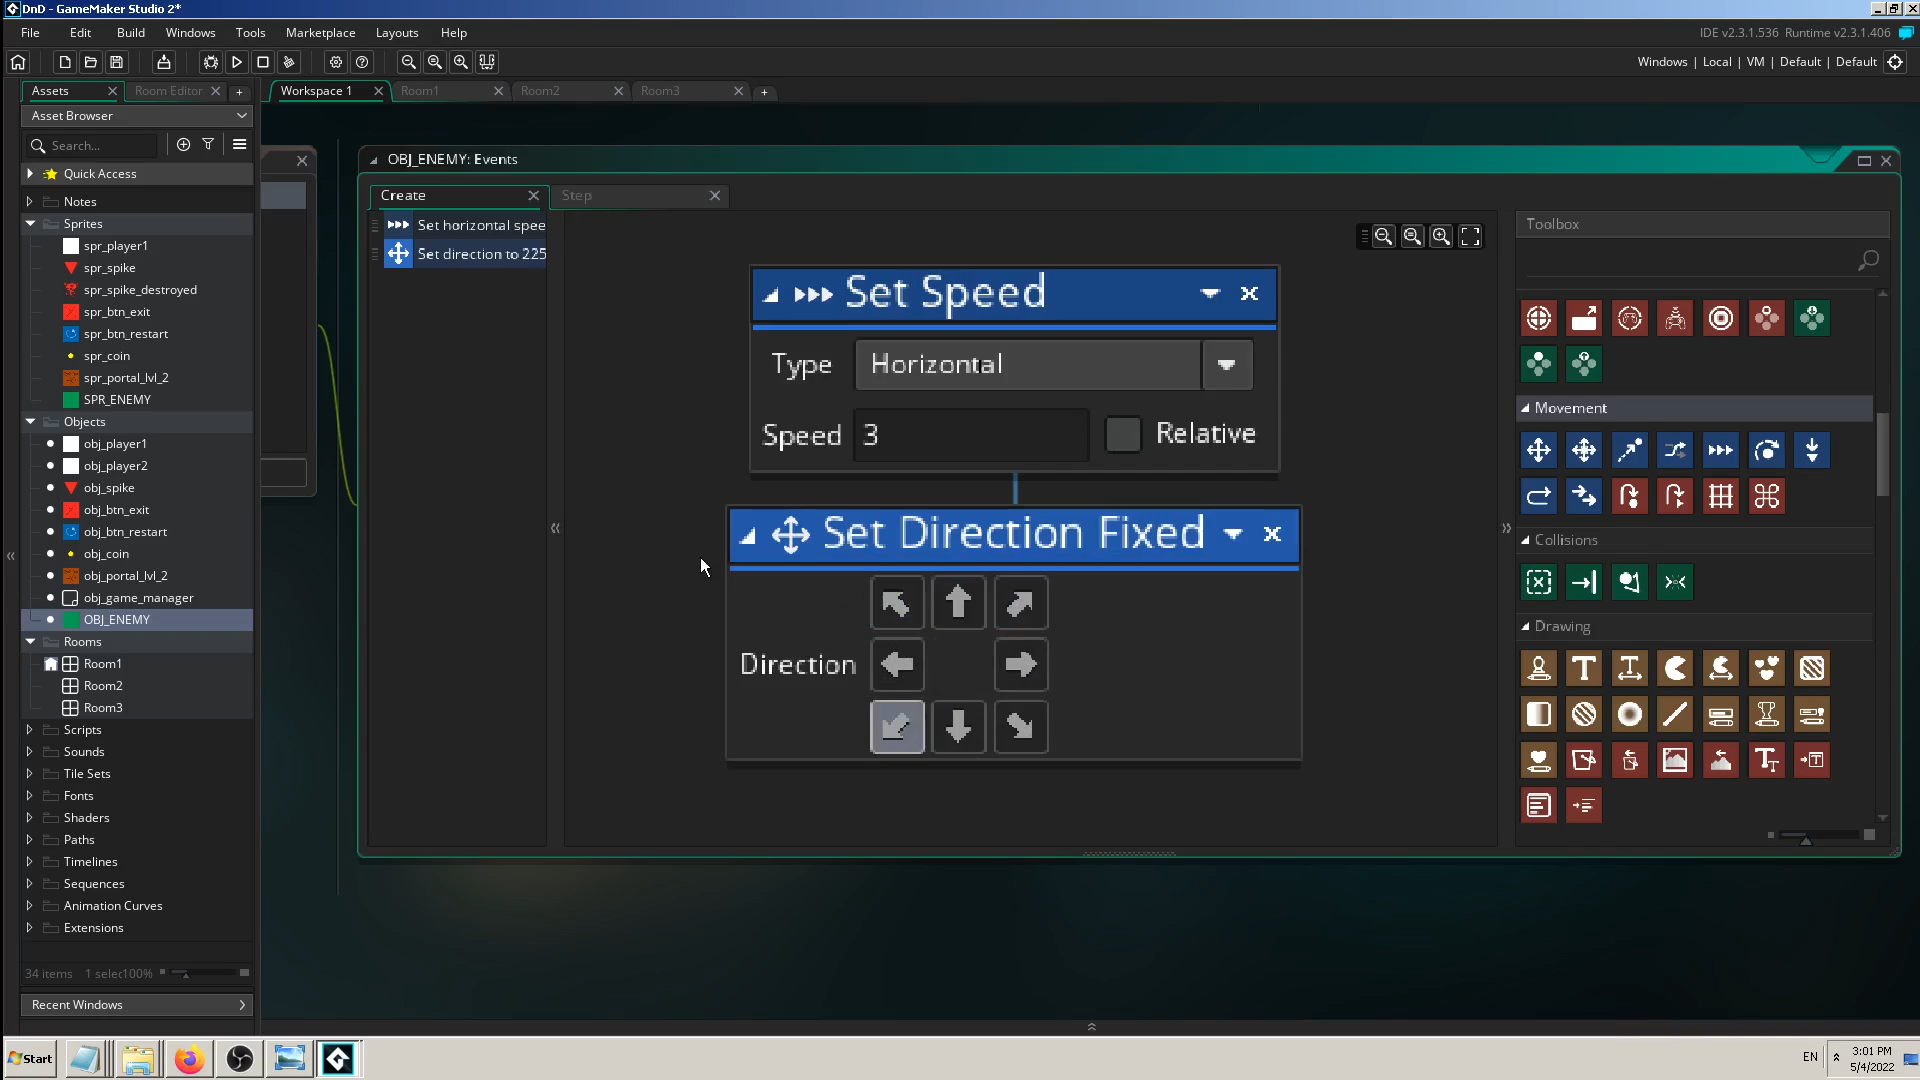 DnD - GameMaker Studio 2*
File Edit Build Windows Tools Marketplace Layouts Help
IDE v2.3.1.536 Runtime v2.3.1.406
Windows | Local | VM | Default | Default
Assets Room Editor +
Workspace 1 Room1 Room2 Room3 +
Asset Browser
Search...
Quick Access
Notes
Sprites
spr_player1
spr_spike
spr_spike_destroyed
spr_btn_exit
spr_btn_restart
spr_coin
spr_portal_lvl_2
SPR_ENEMY
Objects
obj_player1
obj_player2
obj_spike
obj_btn_exit
obj_btn_restart
obj_coin
obj_portal_lvl_2
obj_game_manager
OBJ_ENEMY
Rooms
Room1
Room2
Room3
Scripts
Sounds
Tile Sets
Fonts
Shaders
Paths
Timelines
Sequences
Animation Curves
Extensions
34 items 1 selec100%
Recent Windows
OBJ_ENEMY: Events
Create Step
Set horizontal spee
Set direction to 225
Set Speed
Type Horizontal
Speed 3 Relative
Set Direction Fixed
Direction
Toolbox
Movement
Collisions
Drawing
Start
EN
3:01 PM
5/4/2022